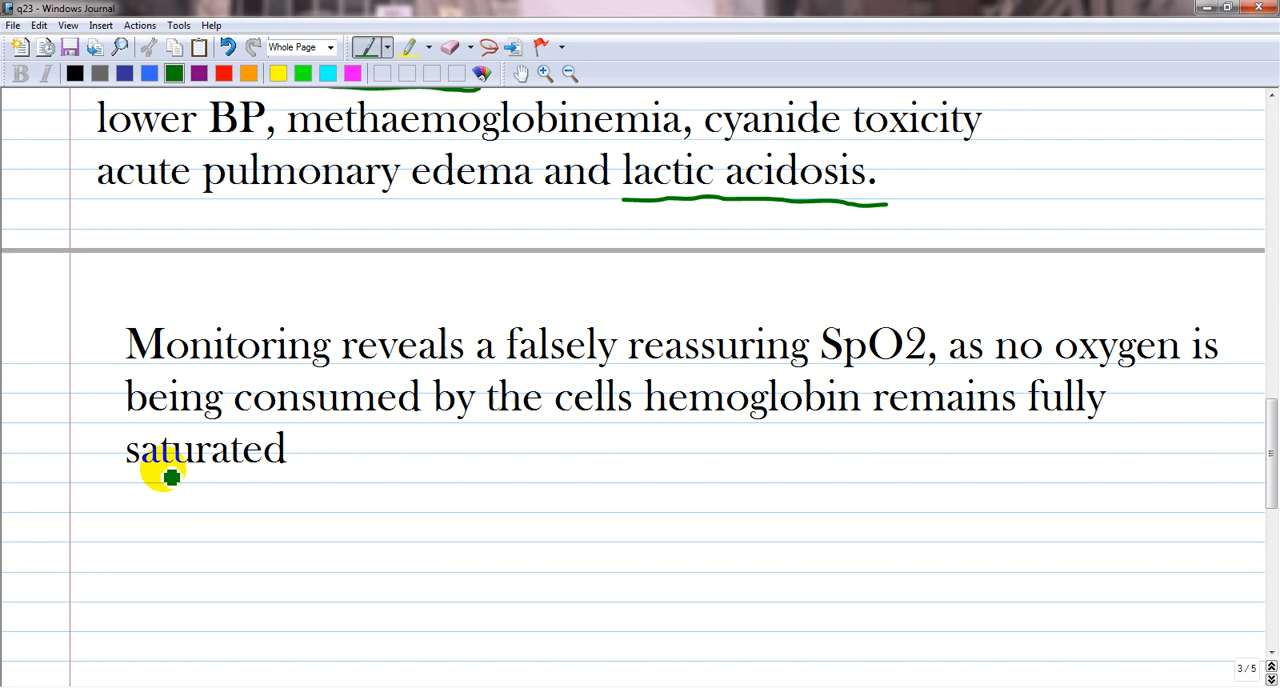 q23 - Windows Journal
File Edit View Insert Actions Tools Help
Whole Page
B I
lower BP, methaemoglobinemia, cyanide toxicity
acute pulmonary edema and lactic acidosis.
Monitoring reveals a falsely reassuring SpO2, as no oxygen is
being consumed by the cells hemoglobin remains fully
saturated
3 / 5